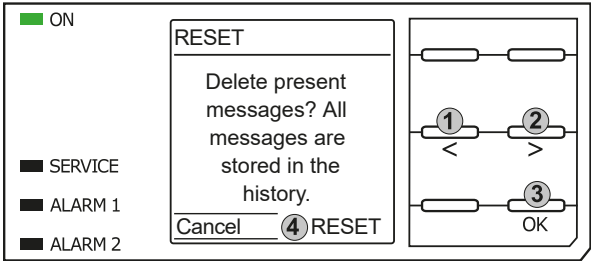 ON
RESET
Delete present
messages? All
messages are
stored in the
history.
Cancel 4 RESET
SERVICE
ALARM 1
ALARM 2
1 2
< >
3
OK